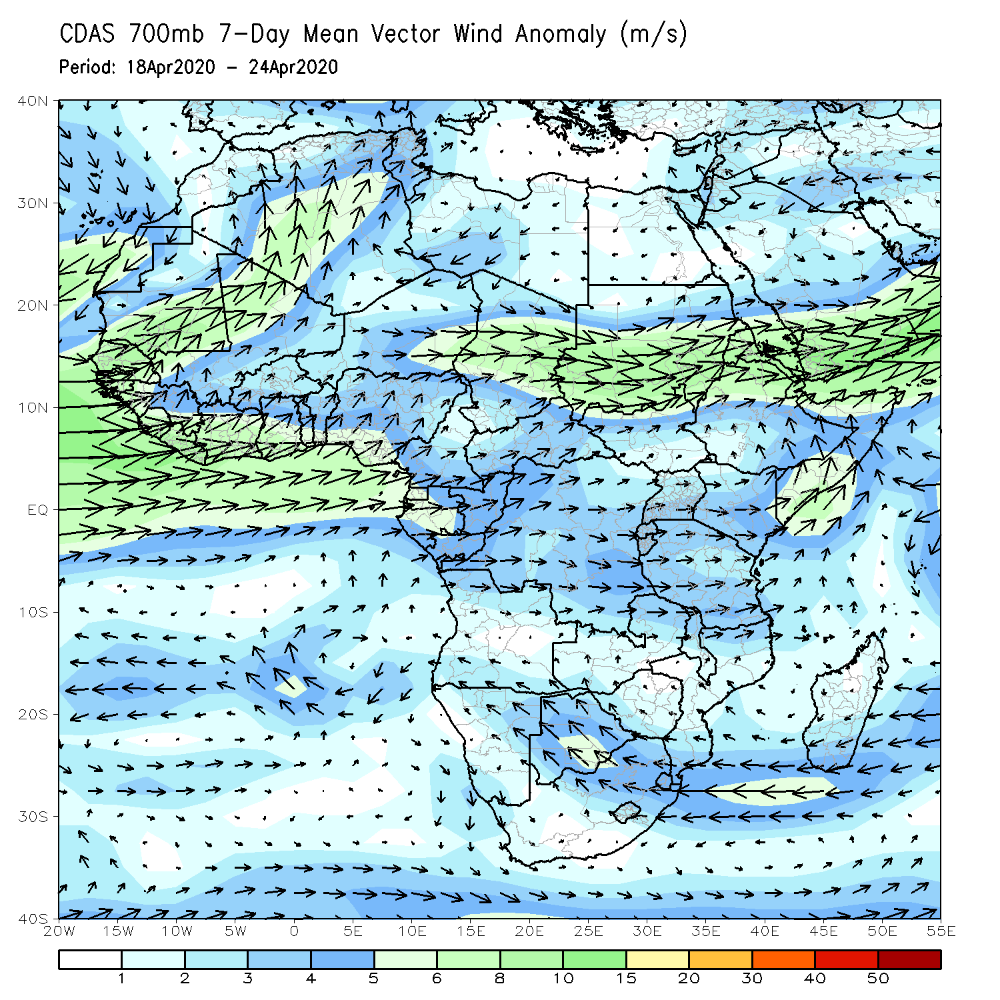 CDAS 700mb 7-Day Mean Vector Wind Anomaly (m/s)
Period: 18Apr2020 - 24Apr2020
40N
30N
20N
10N
EQ
10S
20S
30S
40S
20W 15W 10W 5W 0 5E 10E 15E 20E 25E 30E 35E 40E 45E 50E 55E
1 2 3 4 5 6 8 10 15 20 30 40 50